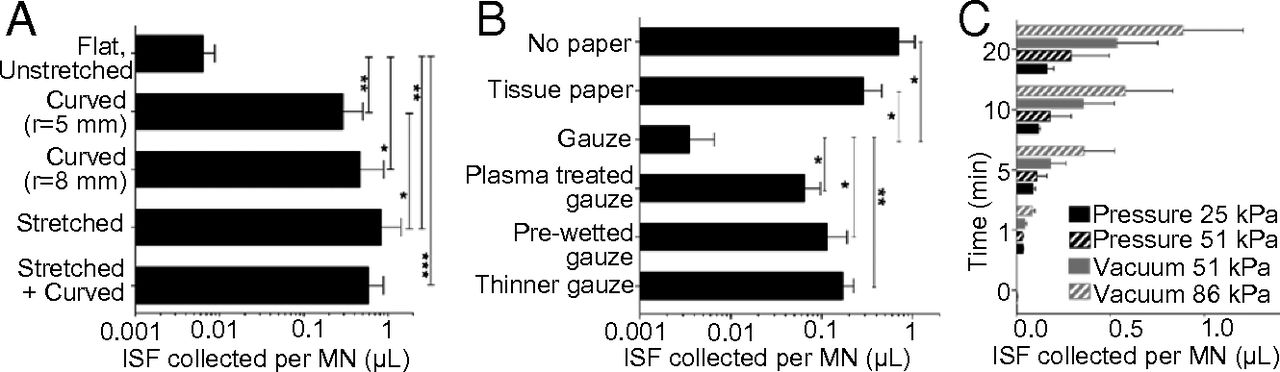 A
Flat,
Unstretched
Curved
(r=5 mm)
Curved
(r=8 mm)
Stretched
Stretched
+ Curved
**
*
*
**
***
0.001
0.01
0.1
1
ISF collected per MN (µL)
B
No paper
Tissue paper
Gauze
Plasma treated
gauze
Pre-wetted
gauze
Thinner gauze
*
*
*
*
**
0.001
0.01
0.1
1
ISF collected per MN (µL)
C
Time (min)
20
10
5
1
0
Pressure 25 kPa
Pressure 51 kPa
Vacuum 51 kPa
Vacuum 86 kPa
0.0
0.5
1.0
ISF collected per MN (µL)